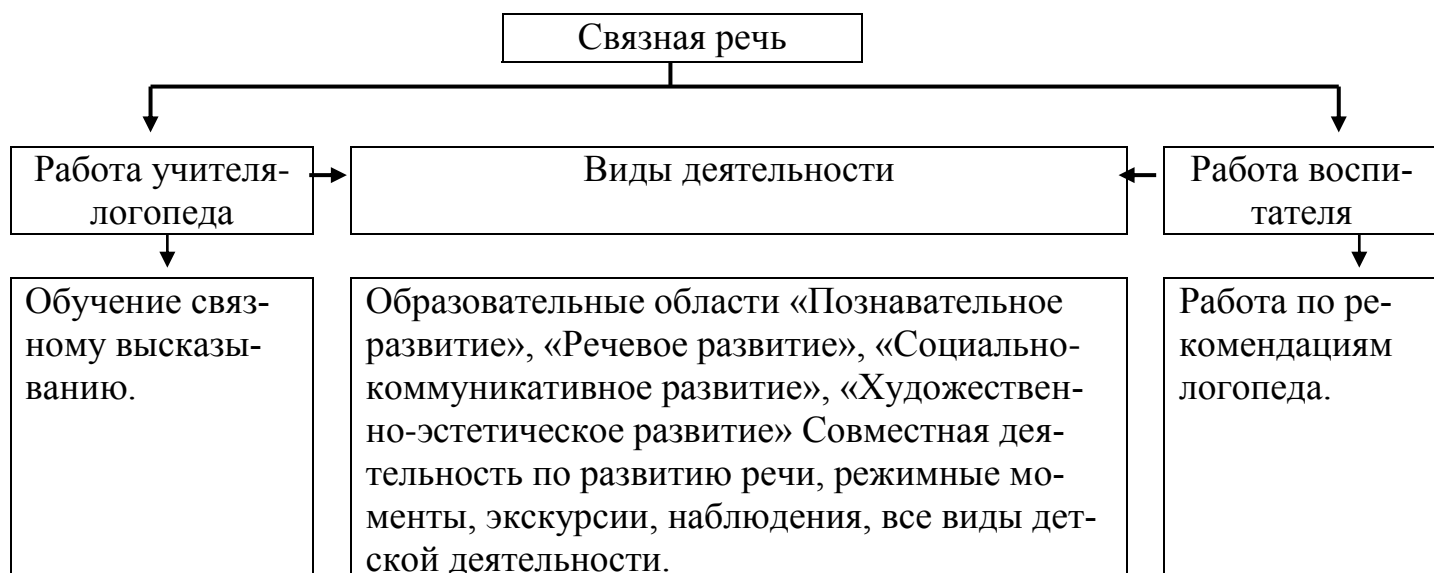 Связная речь
Работа учителя-
логопеда
Виды деятельности
Работа воспи-
тателя
Обучение связ-
ному высказы-
ванию.
Образовательные области «Познавательное
развитие», «Речевое развитие», «Социально-
коммуникативное развитие», «Художествен-
но-эстетическое развитие» Совместная дея-
тельность по развитию речи, режимные мо-
менты, экскурсии, наблюдения, все виды дет-
ской деятельности.
Работа по ре-
комендациям
логопеда.